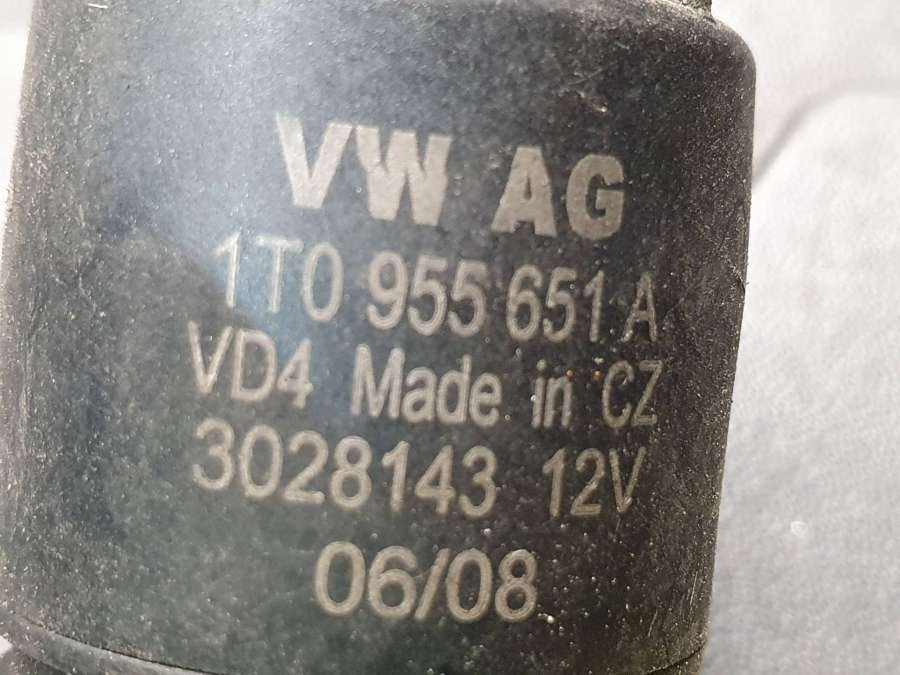 VW AG
1T0 955 651 A
VD4 Made in CZ
3028143 12V
06/08